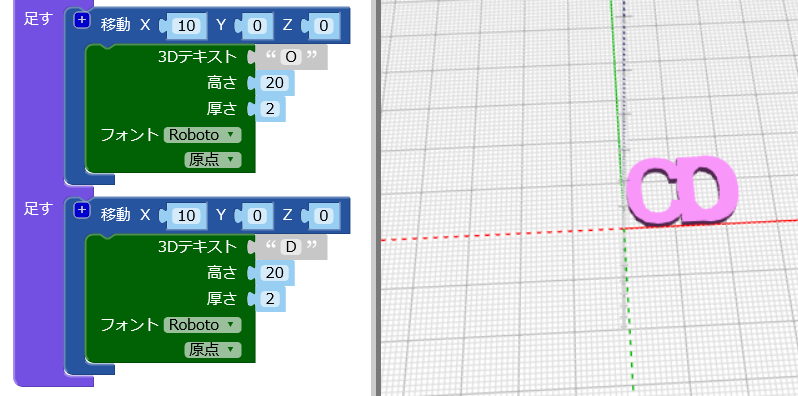 足す + 移動 X 10 Y 0 Z 0
3Dテキスト “ O ”
高さ 20
厚さ 2
フォント Roboto ▼
原点 ▼
足す + 移動 X 10 Y 0 Z 0
3Dテキスト “ D ”
高さ 20
厚さ 2
フォント Roboto ▼
原点 ▼
CD